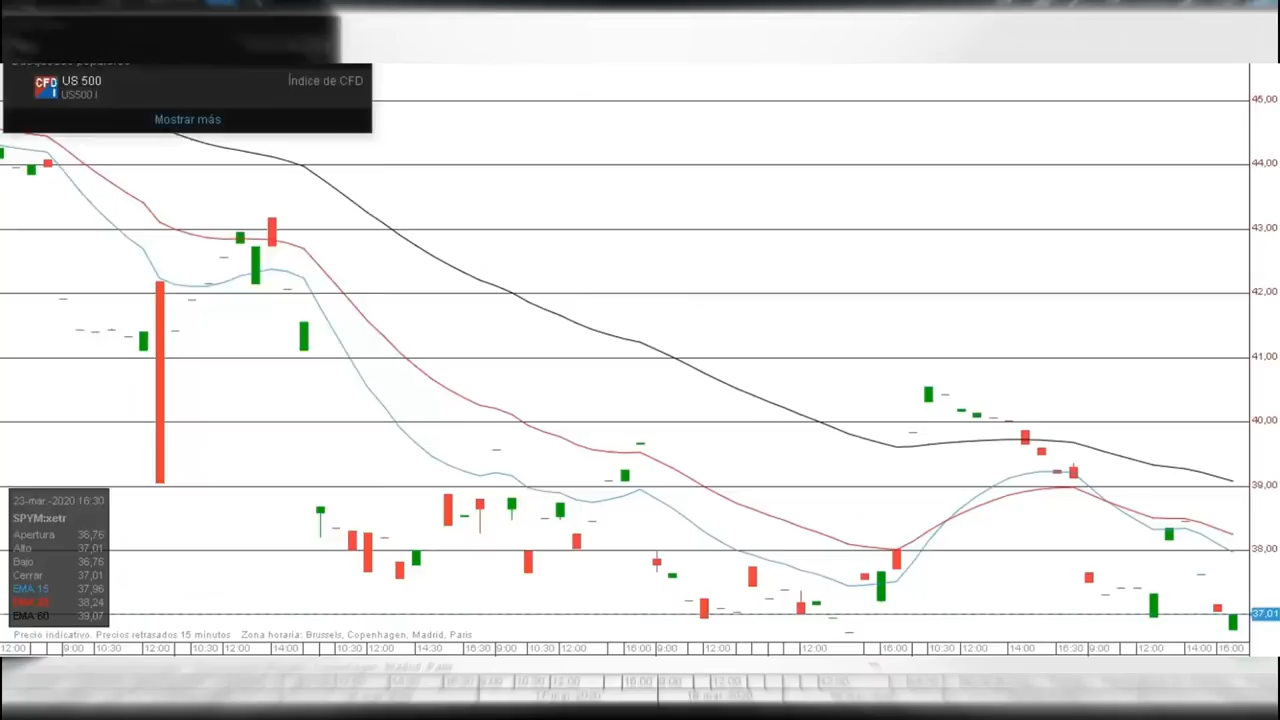 US 500
Índice de CFD
CFD
I
US500 I
Mostrar más
45,00
44,00
43,00
42,00
41,00
40,00
39,00
38,00
37,01
23-mar.-2020 16:30
SPYM:xetr
Apertura 36,76
Alto 37,01
Bajo 36,76
Cerrar 37,01
EMA 15 37,96
38,24
EMA 60 39,07
Precio indicativo. Precios retrasados 15 minutos Zona horaria: Brussels, Copenhagen, Madrid, Paris
12:00 9:00 10:30 12:00 10:30 12:00 14:00 10:30 12:00 14:30 16:30 9:00 10:30 12:00 16:00 9:00 12:00 12:00 16:00 10:30 12:00 14:00 16:30 9:00 12:00 14:00 16:00